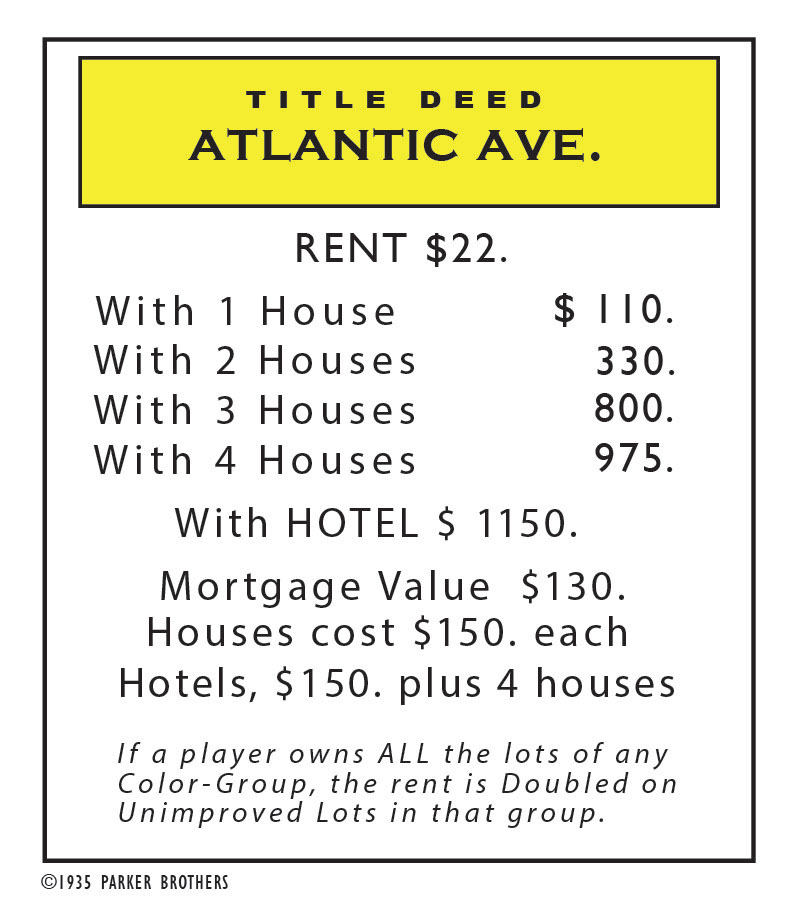 TITLE DEED
ATLANTIC AVE.
RENT $22.
With 1 House $ 110.
With 2 Houses 330.
With 3 Houses 800.
With 4 Houses 975.
With HOTEL $ 1150.
Mortgage Value $130.
Houses cost $150. each
Hotels, $150. plus 4 houses
If a player owns ALL the lots of any
Color-Group, the rent is Doubled on
Unimproved Lots in that group.
©1935 PARKER BROTHERS